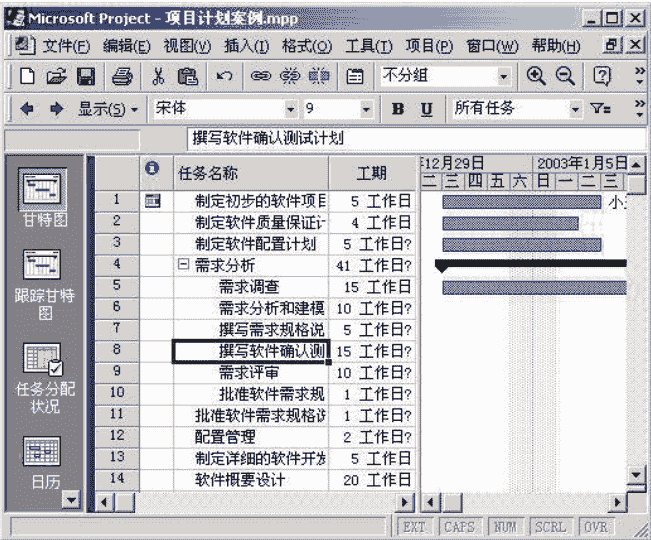 Microsoft Project - 项目计划案例.mpp
文件(F) 编辑(E) 视图(V) 插入(I) 格式(O) 工具(T) 项目(P) 窗口(W) 帮助(H)
不分组
显示(S) 宋体 9 B U 所有任务
撰写软件确认测试计划
任务名称 工期 12月29日 2003年1月5日
二 三 四 五 六 日 一 二 三
1 制定初步的软件项目 5 工作日 小
2 制定软件质量保证计 4 工作日
3 制定软件配置计划 5 工作日?
4 需求分析 41 工作日?
5 需求调查 15 工作日
6 需求分析和建模 10 工作日?
7 撰写需求规格说 5 工作日?
8 撰写软件确认测 15 工作日?
9 需求评审 10 工作日?
10 批准软件需求规 1 工作日?
11 批准软件需求规格说 1 工作日?
12 配置管理 2 工作日?
13 制定详细的软件开发 5 工作日
14 软件概要设计 20 工作日
甘特图
跟踪甘特
图
任务分配
状况
日历
EXT CAPS NUM SCRL OVR